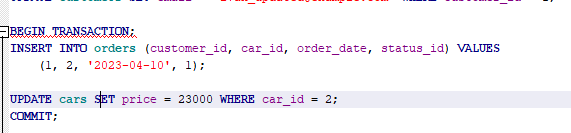 BEGIN TRANSACTION;
INSERT INTO orders (customer_id, car_id, order_date, status_id) VALUES
(1, 2, '2023-04-10', 1);
UPDATE cars SET price = 23000 WHERE car_id = 2;
COMMIT;